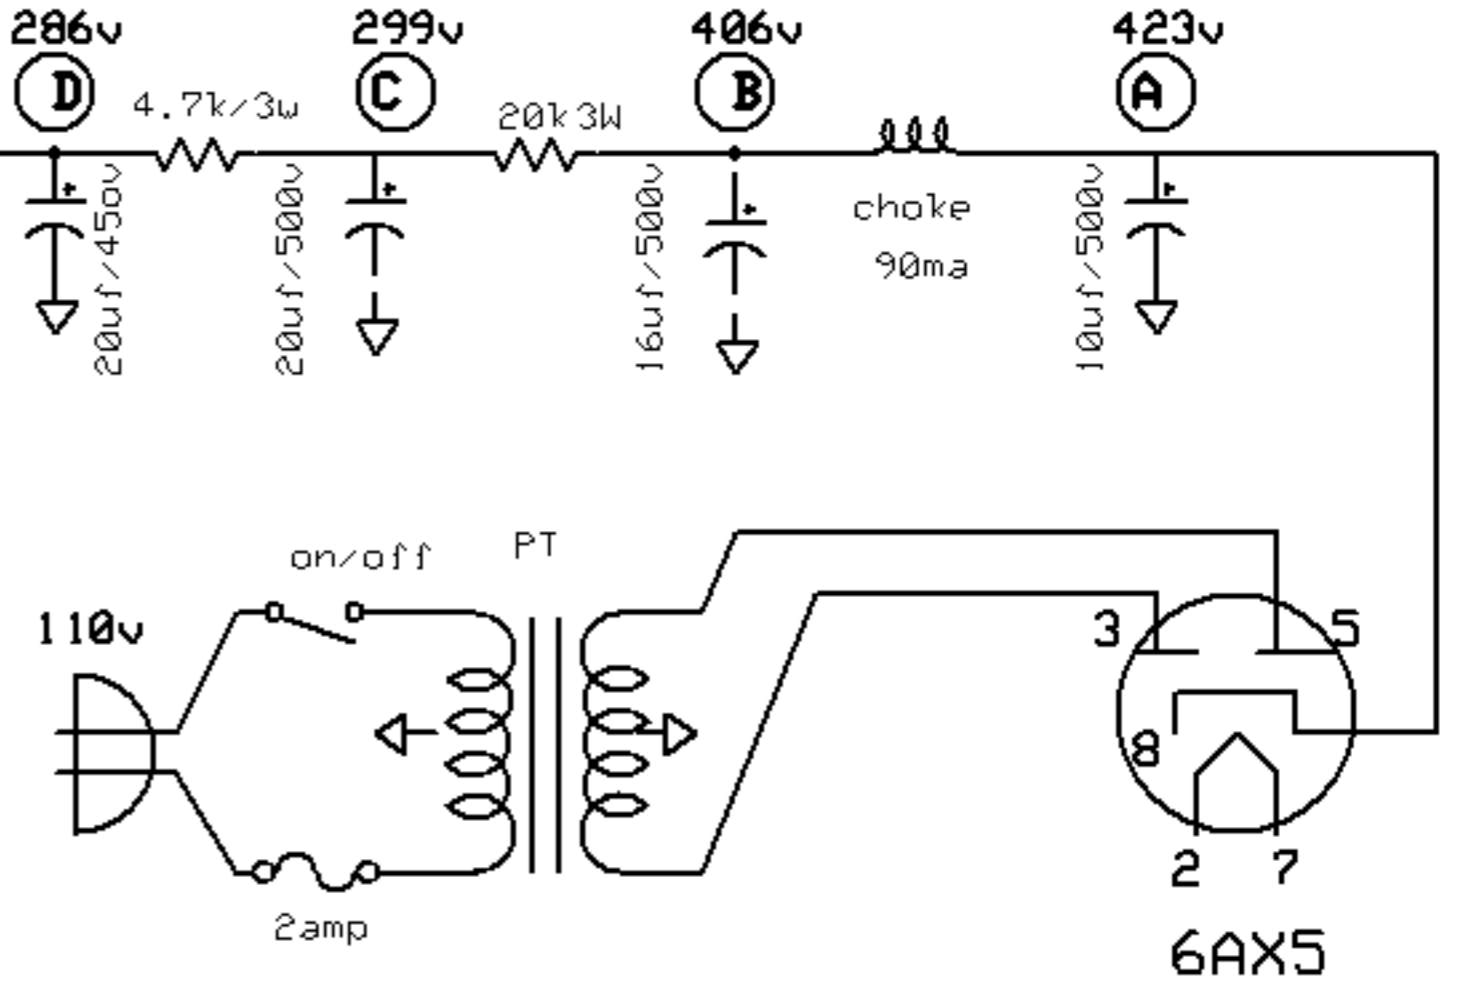 286v 299v 406v 423v
D C B A
4.7k/3w 20k3W
20uf/45ov 20uf/500v 16uf/500v 10uf/500v
choke
90ma
on/off PT
110v
3 5
8
2 7
2amp
6AX5